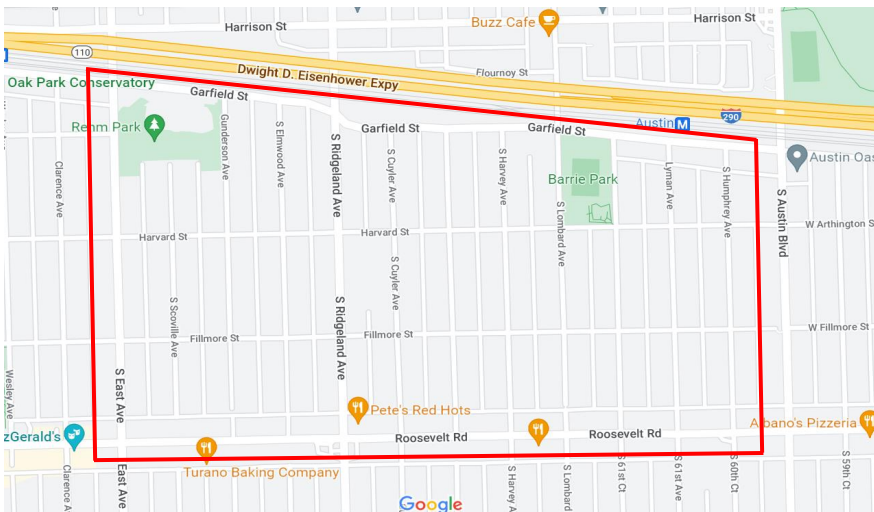 Harrison St
Buzz Cafe
Harrison St
110
Dwight D. Eisenhower Expy
Flournoy St
Oak Park Conservatory
Garfield St
290
Rehm Park
Garfield St
Garfield St
Austin M
Gunderson Ave
S Elmwood Ave
S Ridgeland Ave
S Cuyler Ave
S Harvey Ave
Barrie Park
Lyman Ave
S Humphrey Ave
Austin Oas
Clarence Ave
S Lombard Ave
S Austin Blvd
W Arthington S
Harvard St
Harvard St
S Cuyler Ave
S Scoville Ave
S Ridgeland Ave
Fillmore St
Fillmore St
W Fillmore St
Wesley Ave
S East Ave
Pete's Red Hots
Albano's Pizzeria
zGerald's
Roosevelt Rd
Roosevelt Rd
Turano Baking Company
Clarence A
East Ave
S Harvey A
S Lombard
S 61st Ct
S 61st Ave
S 60th Ct
S 59th Ct
Google